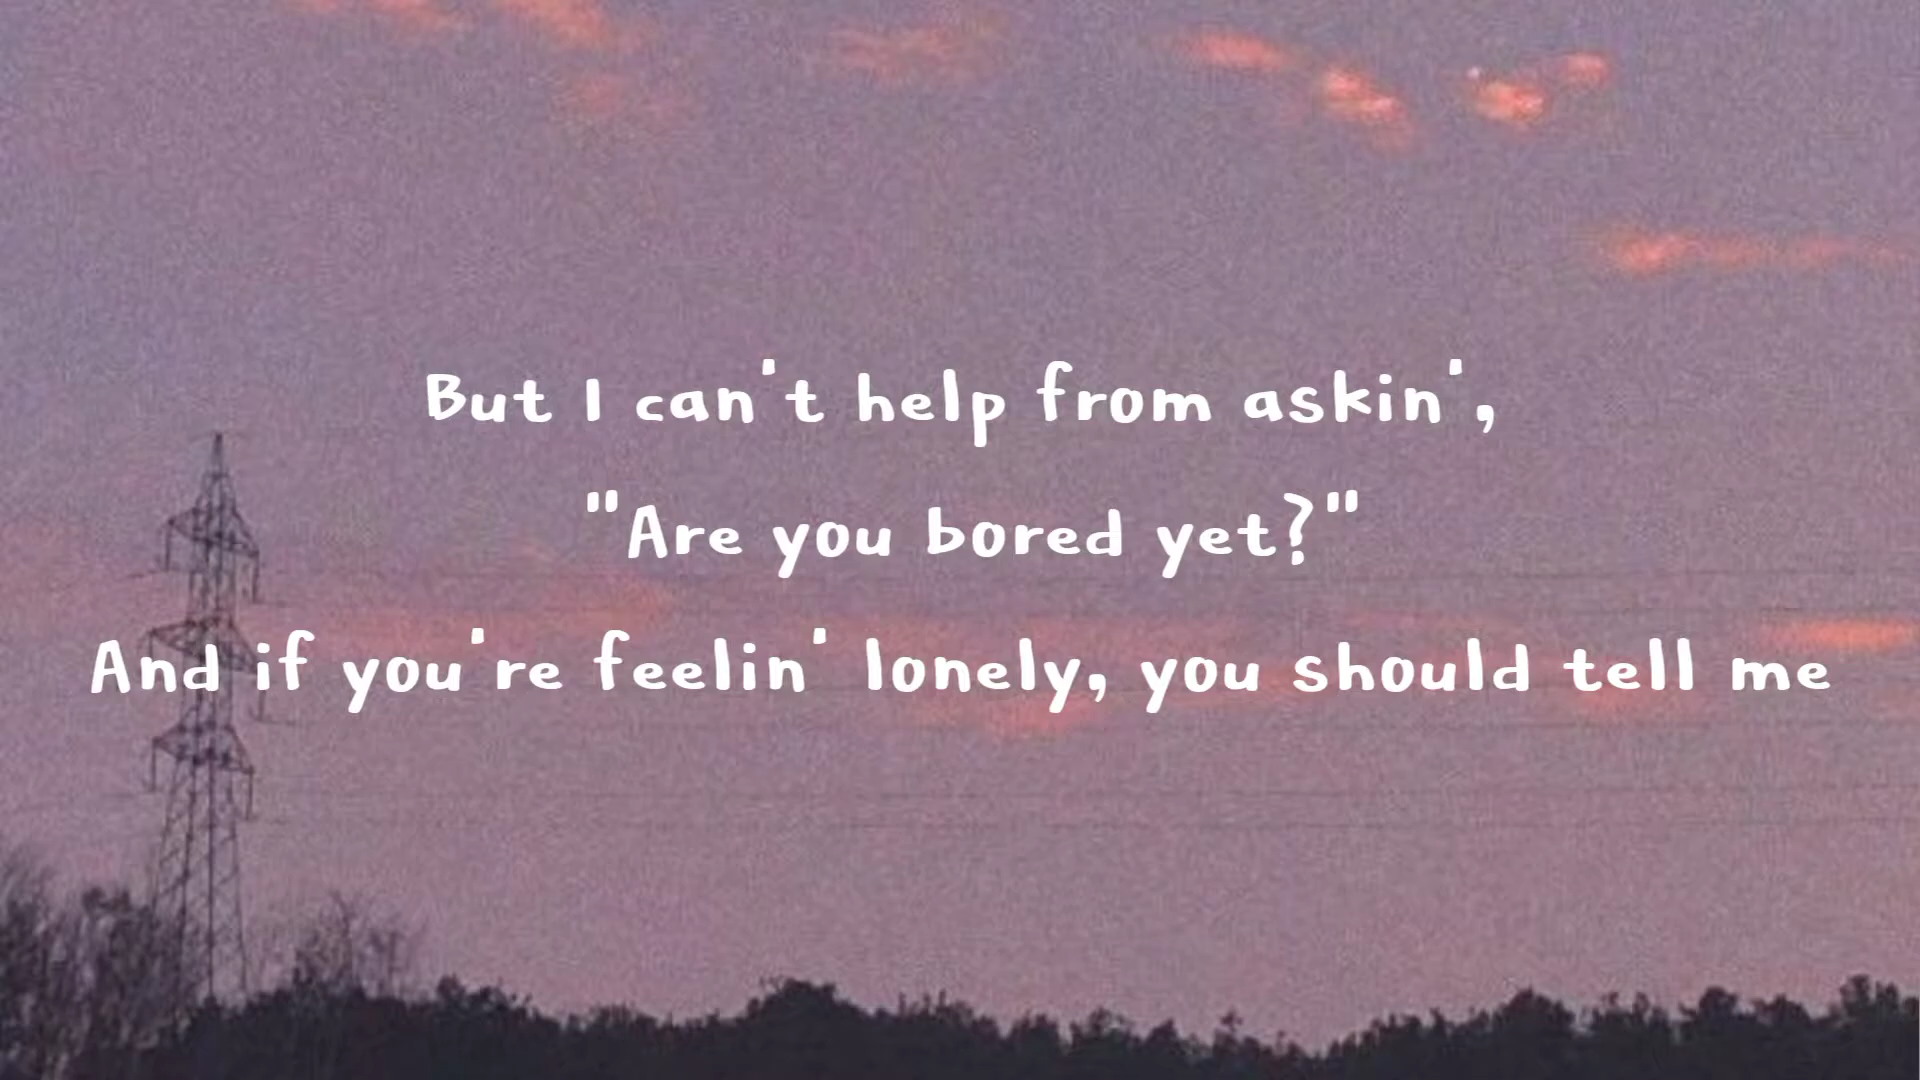 But I can't help from askin',
"Are you bored yet?"
And if you're feelin' lonely, you should tell me